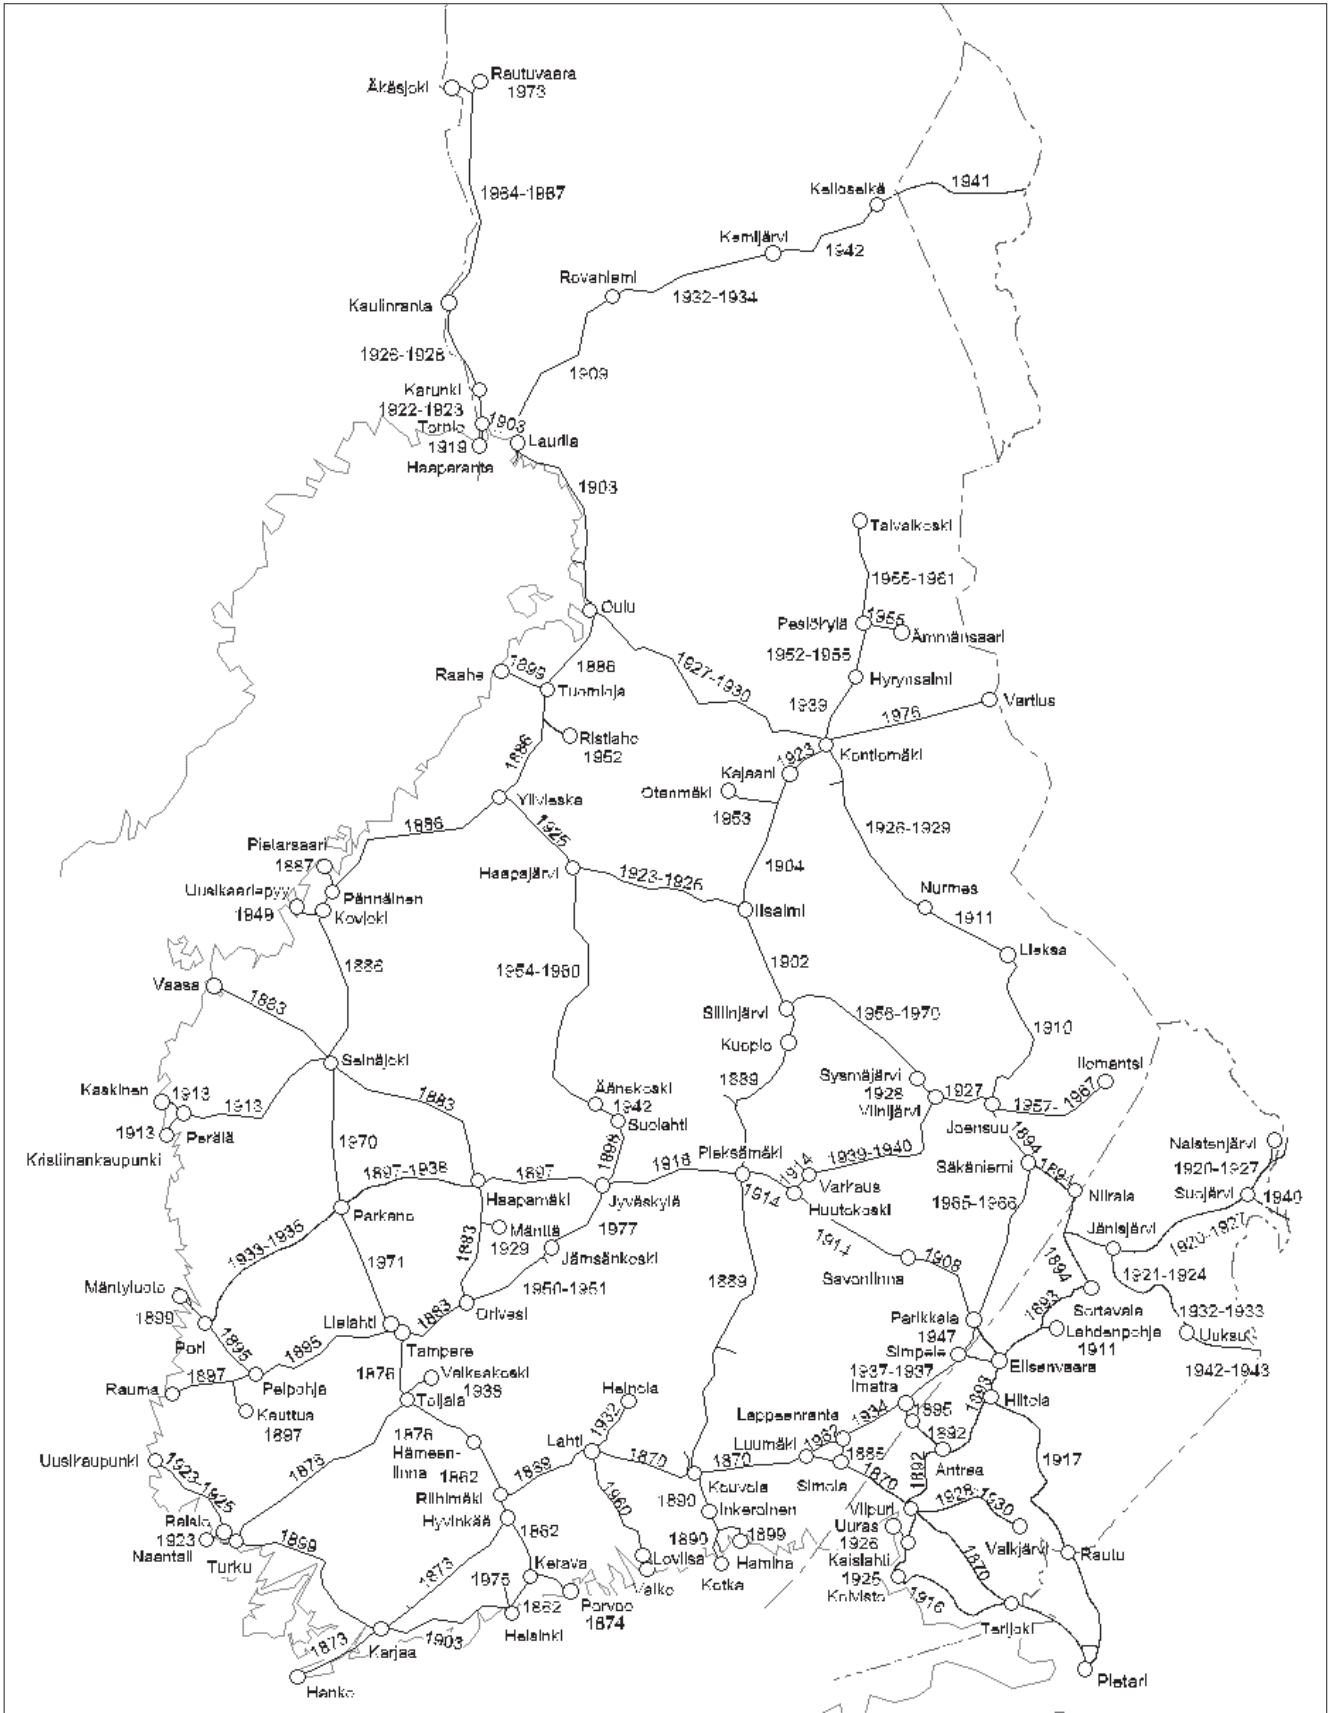 Rautuvaara
Äkäsjoki
1973
1964-1967
Kelloselkä
1941
Kemijärvi
1942
Rovaniemi
1932-1934
Kaulinranta
1926-1928
1909
Karunki
1922-1923
1903
Tornio
1919
Laurila
Haaparanta
1903
Taivalkoski
1956-1961
Oulu
Pesiökylä
1955
Ämmänsaari
1952-1955
1886
Raahe
1899
1927-1930
Hyrynsalmi
Tuomioja
1939
1976
Vartius
Ristiaho
1952
1886
1923
Kontiomäki
Kajaani
Otanmäki
1953
Ylivieska
1886
1925
1926-1929
Pietarsaari
1887
Haapajärvi
1923-1925
1904
Uusikaarlepyy
Pännäinen
Nurmes
1949
Kovjoki
Iisalmi
1911
Lieksa
1886
1954-1960
1902
Vaasa
1883
Siilinjärvi
1956-1970
1910
Kuopio
Seinäjoki
Ilomantsi
Kaskinen
1913
1913
1883
Äänekoski
1942
1889
Sysmäjärvi
1928
Viinijärvi
1927
1957-
1967
1913
Perälä
Suolahti
Joensuu
Kristiinankaupunki
1970
1898
1918
Pieksämäki
1939-1940
1894
Naistenjärvi
1897-1938
1897
1914
Säkäniemi
1894
1920-1927
Haapamäki
Jyväskylä
1914
Varkaus
1965-1966
Niirala
Suojärvi
1940
Parkano
Huutokoski
Mänttä
1929
1977
1914
Jänisjärvi
1920-1927
1933-1935
1883
Jämsänkoski
1971
1908
1894
1921-1924
Mäntyluoto
1950-1951
1889
Savonlinna
1899
Orivesi
1893
Sortavala
1932-1933
Pori
1895
Lielahti
1883
Parikkala
1947
Lahdenpohja
1911
Uuksu
1895
Tampere
Simpele
1937-1937
Elisenvaara
1942-1943
1897
Peipohja
1876
Valkeakoski
1938
Rauma
Heinola
Imatra
1893
Hiitola
Kauttua
1897
Toijala
Lappeenranta
1934
1895
1932
1876
Hämeen-
linna
Lahti
Luumäki
1962
1892
Uusikaupunki
1870
1870
1885
Antrea
1917
1923-1925
1876
1862
1869
Simola
1870
1892
Riihimäki
Kouvola
Viipuri
1928-1930
1960
1890
Inkeroinen
Raisio
Hyvinkää
Uuras
1926
1923
1899
1862
1890
1899
Valkjärvi
Naantali
Turku
Loviisa
Hamina
Kaislahti
1925
1870
Rautu
1873
1975
Kerava
Valko
Kotka
Koivisto
1916
1862
Porvoo
1874
1873
1903
Helsinki
Terijoki
Karjaa
Hanko
Pietari